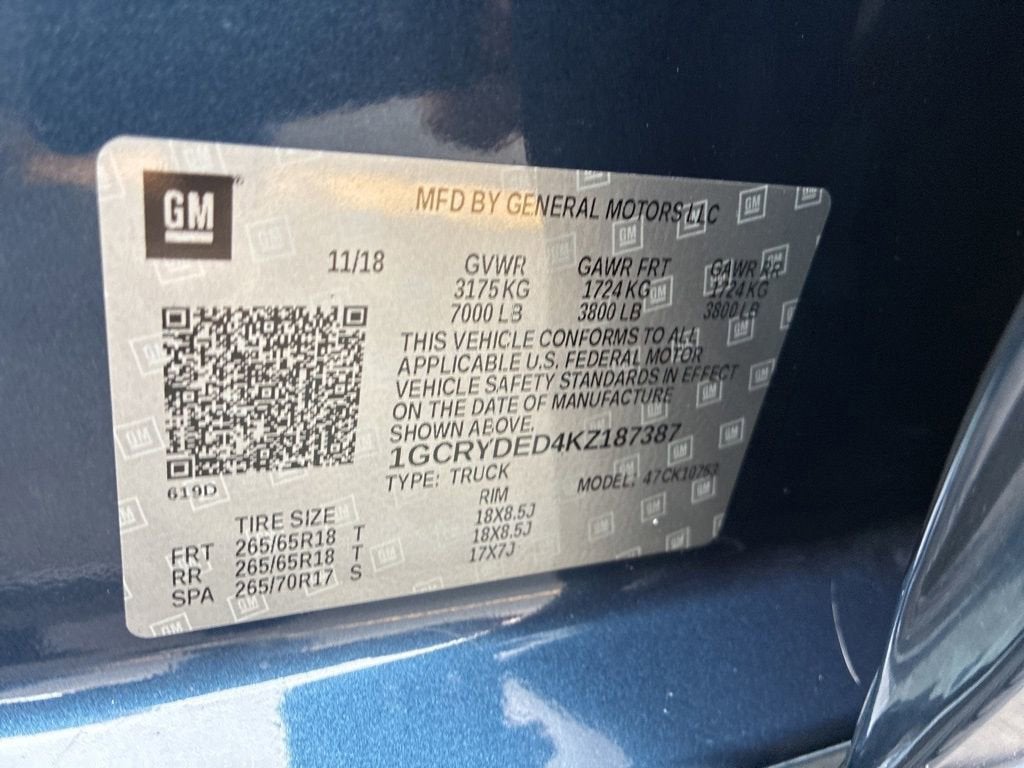 GM
MFD BY GENERAL MOTORS LLC
11/18 GVWR GAWR FRT GAWR RR
3175 KG 1724 KG 1724 KG
7000 LB 3800 LB 3800 LB
THIS VEHICLE CONFORMS TO ALL
APPLICABLE U.S. FEDERAL MOTOR
VEHICLE SAFETY STANDARDS IN EFFECT
ON THE DATE OF MANUFACTURE
SHOWN ABOVE.
1GCRYDED4KZ187387
TYPE: TRUCK MODEL: 47CK10753
619D
TIRE SIZE RIM
FRT 265/65R18 T 18X8.5J
RR 265/65R18 T 18X8.5J
SPA 265/70R17 S 17X7J